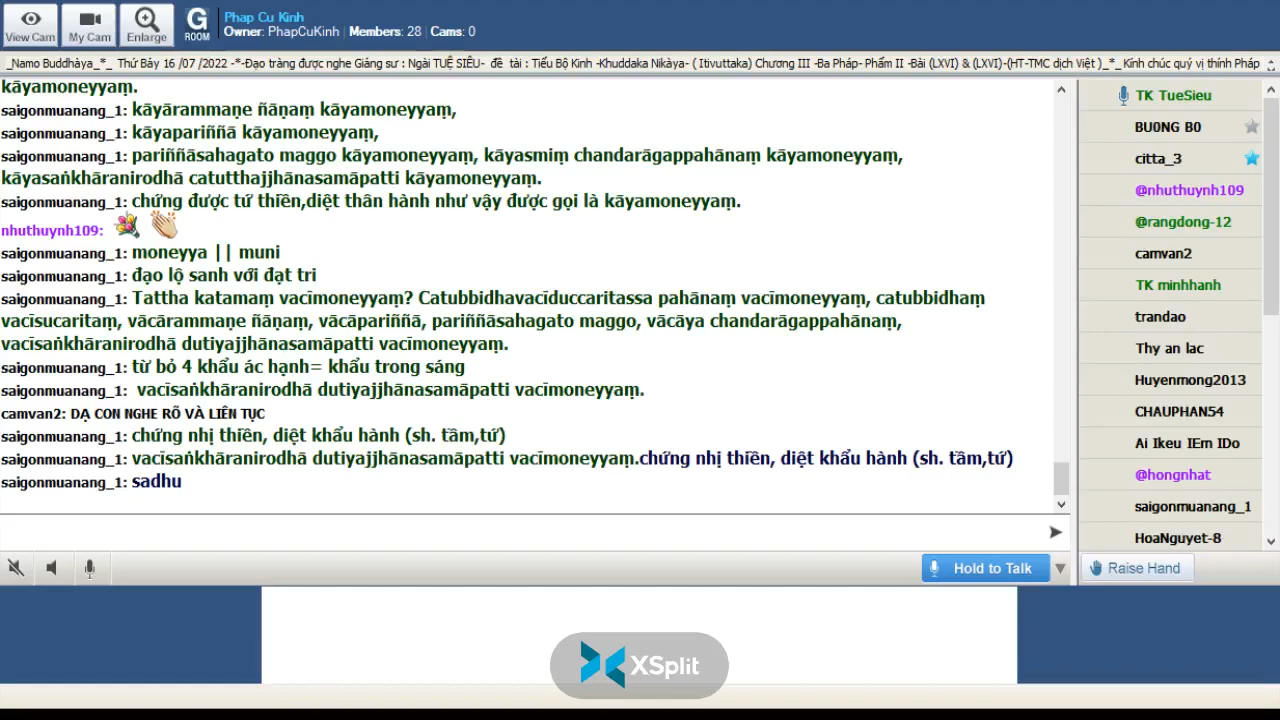 View Cam
My Cam
Enlarge
G
ROOM
Phap Cu Kinh
Owner: PhapCuKinh | Members: 28 | Cams: 0
_Namo Buddhàya_*_ Thứ Bảy 16 /07 /2022 -*-Đạo tràng được nghe Giảng sư : Ngài TUỆ SIÊU- đề tài : Tiểu Bộ Kinh -Khuddaka Nikàya- ( Itivuttaka) Chương III -Ba Pháp- Phẩm II -Bài (LXVI) & (LXVI)-(HT-TMC dịch Việt )_*_ Kính chúc quý vị thính Pháp
kāyamoneyyaṃ.
saigonmuanang_1: kāyārammaṇe ñāṇaṃ kāyamoneyyaṃ,
saigonmuanang_1: kāyapariññā kāyamoneyyaṃ,
saigonmuanang_1: pariññāsahagato maggo kāyamoneyyaṃ, kāyasmiṃ chandarāgappahānaṃ kāyamoneyyaṃ,
kāyasaṅkhāranirodhā catutthajjhānasamāpatti kāyamoneyyaṃ.
saigonmuanang_1: chứng được tứ thiền,diệt thân hành như vậy được gọi là kāyamoneyyaṃ.
nhuthuynh109:
saigonmuanang_1: moneyya || muni
saigonmuanang_1: đạo lộ sanh với đạt tri
saigonmuanang_1: Tattha katamaṃ vacīmoneyyaṃ? Catubbidhavacīduccaritassa pahānaṃ vacīmoneyyaṃ, catubbidhaṃ
vacīsucaritaṃ, vācārammaṇe ñāṇaṃ, vācāpariññā, pariññāsahagato maggo, vācāya chandarāgappahānaṃ,
vacīsaṅkhāranirodhā dutiyajjhānasamāpatti vacīmoneyyaṃ.
saigonmuanang_1: từ bỏ 4 khẩu ác hạnh= khẩu trong sáng
saigonmuanang_1: vacīsaṅkhāranirodhā dutiyajjhānasamāpatti vacīmoneyyaṃ.
camvan2: DẠ CON NGHE RÕ VÀ LIÊN TỤC
saigonmuanang_1: chứng nhị thiền, diệt khẩu hành (sh. tầm,tứ)
saigonmuanang_1: vacīsaṅkhāranirodhā dutiyajjhānasamāpatti vacīmoneyyaṃ.chứng nhị thiền, diệt khẩu hành (sh. tầm,tứ)
saigonmuanang_1: sadhu
TK TueSieu
BU0NG B0
citta_3
@nhuthuynh109
@rangdong-12
camvan2
TK minhhanh
trandao
Thy an lac
Huyenmong2013
CHAUPHAN54
Ai lkeu IErn IDo
@hongnhat
saigonmuanang_1
HoaNguyet-8
Hold to Talk
Raise Hand
XSplit